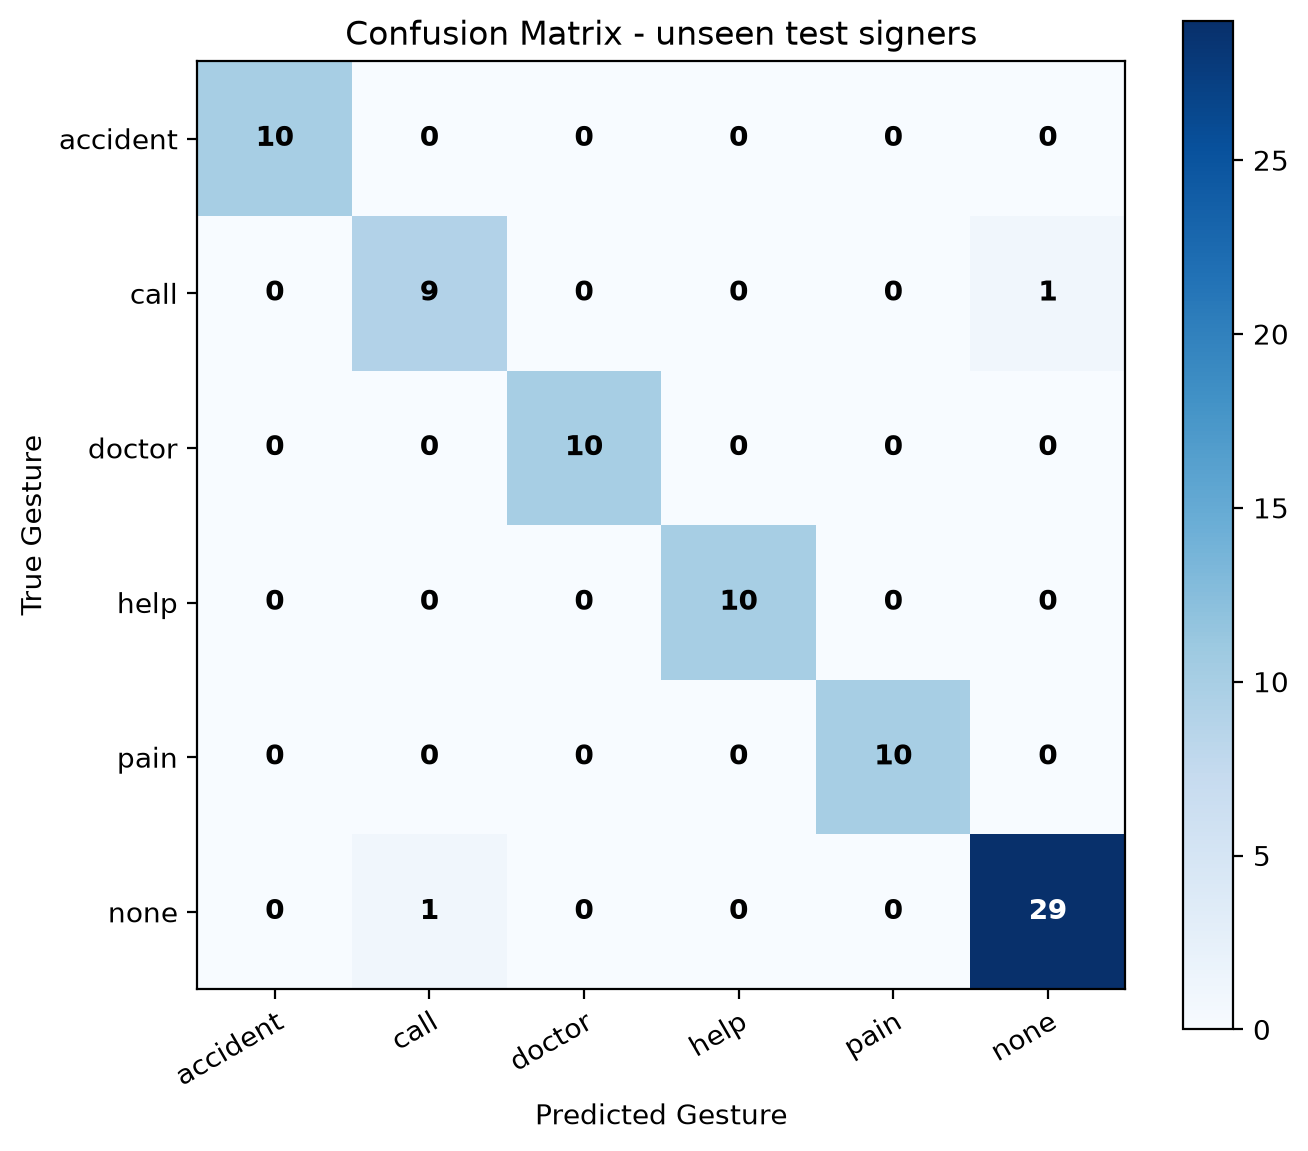 Confusion Matrix - unseen test signers
accident 10 0 0 0 0 0
call 0 9 0 0 0 1
doctor 0 0 10 0 0 0
help 0 0 0 10 0 0
pain 0 0 0 0 10 0
none 0 1 0 0 0 29
accident call doctor help pain none
Predicted Gesture
True Gesture
25
20
15
10
5
0